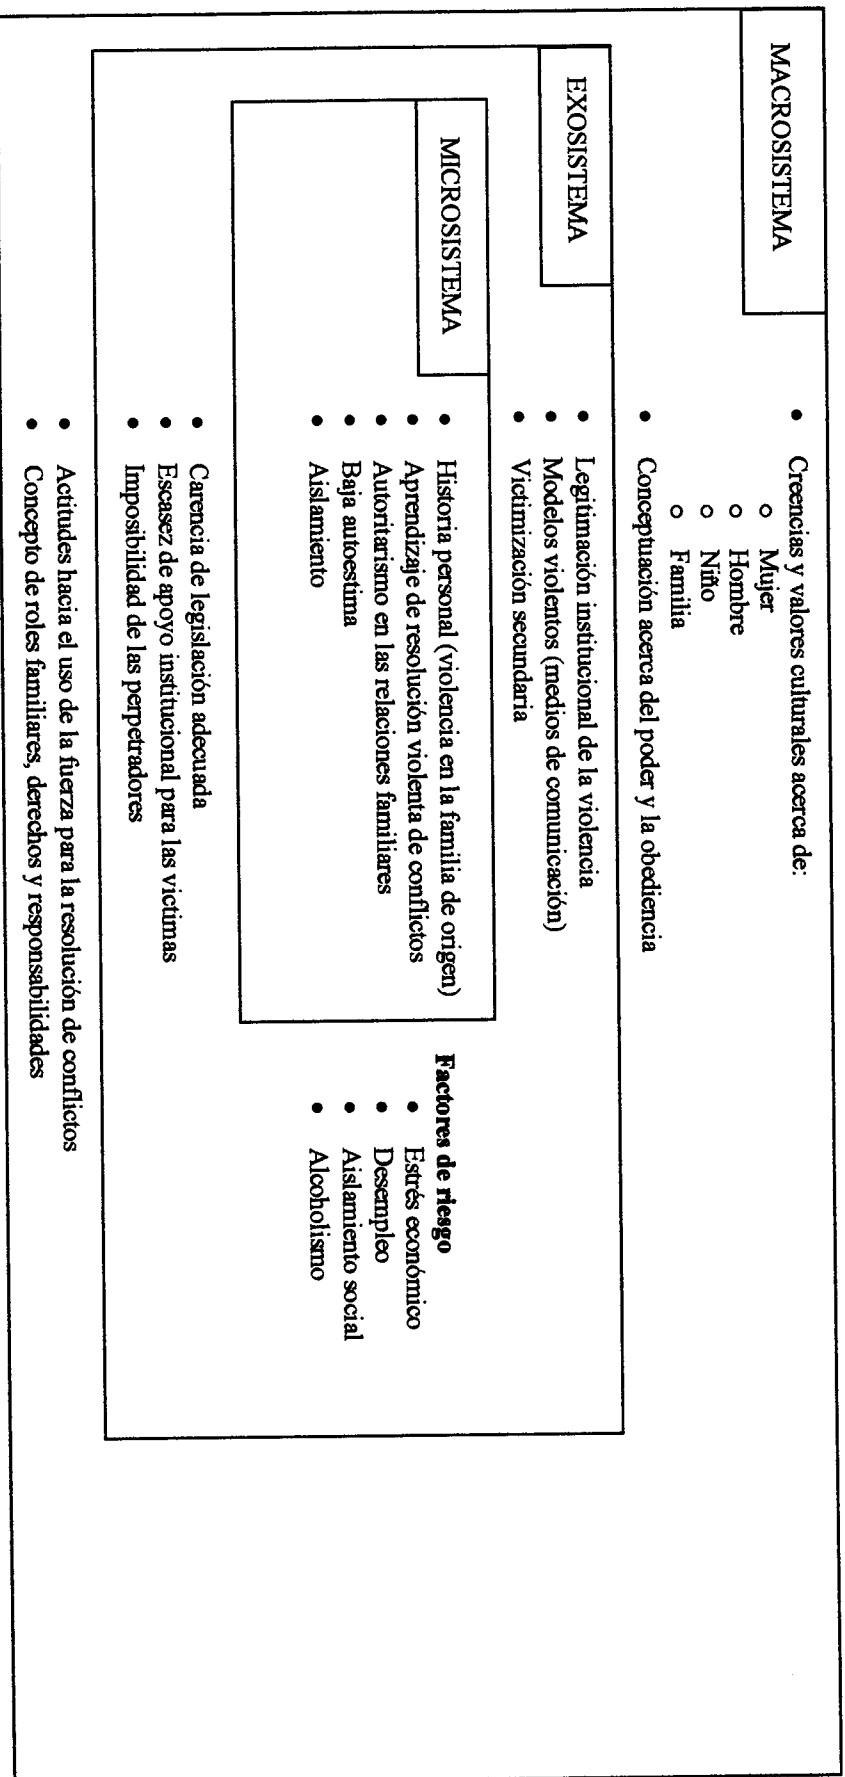 MACROSISTEMA
• Creencias y valores culturales acerca de:
o Mujer
o Hombre
o Niño
o Familia
• Conceptuación acerca del poder y la obediencia
EXOSISTEMA
• Legitimación institucional de la violencia
• Modelos violentos (medios de comunicación)
• Victimización secundaria
MICROSISTEMA
• Historia personal (violencia en la familia de origen)
• Aprendizaje de resolución violenta de conflictos
• Autoritarismo en las relaciones familiares
• Baja autoestima
• Aislamiento
Factores de riesgo
• Estrés económico
• Desempleo
• Aislamiento social
• Alcoholismo
• Carencia de legislación adecuada
• Escasez de apoyo institucional para las victimas
• Imposibilidad de las perpetradores
• Actitudes hacia el uso de la fuerza para la resolución de conflictos
• Concepto de roles familiares, derechos y responsabilidades